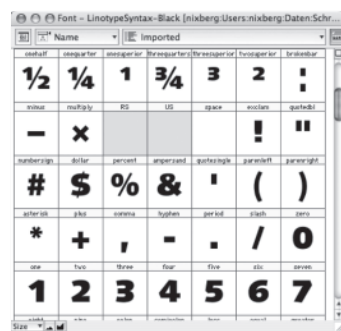 Font – LinotypeSyntax-Black [nixberg:Users:nixberg:Daten:Schr...
Name Imported
onehalf onequarter onesuperior threequarters threesuperior twosuperior brokenbar
½ ¼ ¹ ¾ ³ ² ¦
minus multiply RS US space exclam quotedbl
− × ! "
numbersign dollar percent ampersand quotesingle parenleft parenright
# $ % & ' ( )
asterisk plus comma hyphen period slash zero
* + , - . / 0
one two three four five six seven
1 2 3 4 5 6 7
Size